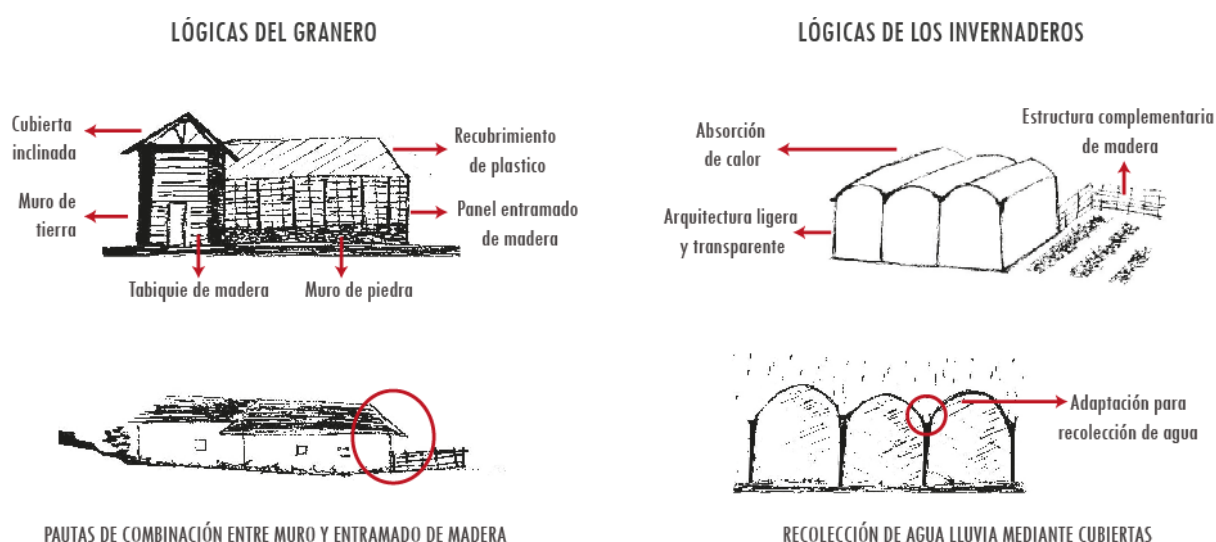 LÓGICAS DEL GRANERO
Cubierta
inclinada
Recubrimiento
de plastico
Muro de
tierra
Panel entramado
de madera
Tabiquie de madera
Muro de piedra
PAUTAS DE COMBINACIÓN ENTRE MURO Y ENTRAMADO DE MADERA
LÓGICAS DE LOS INVERNADEROS
Absorción
de calor
Estructura complementaria
de madera
Arquitectura ligera
y transparente
Adaptación para
recolección de agua
RECOLECCIÓN DE AGUA LLUVIA MEDIANTE CUBIERTAS